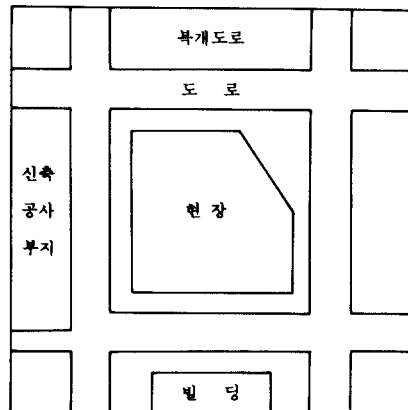 복개도로
도 로
신축
공사
부지
현 장
빌 딩